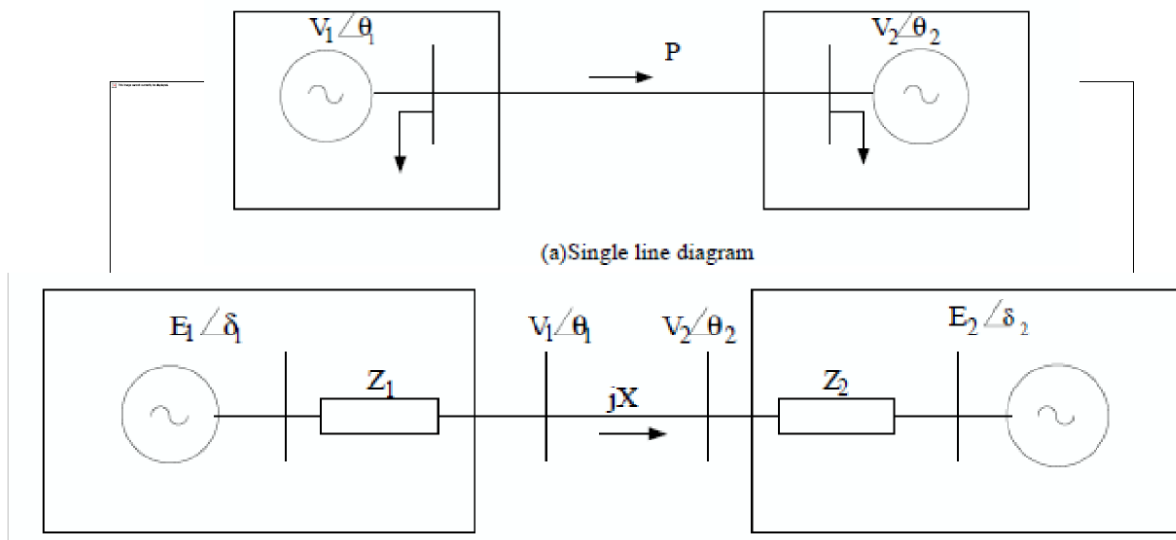 V₁∠θ₁ V₂∠θ₂
P
(a)Single line diagram
E₁∠δ₁ V₁∠θ₁ V₂∠θ₂ E₂∠δ₂
Z₁ jX Z₂